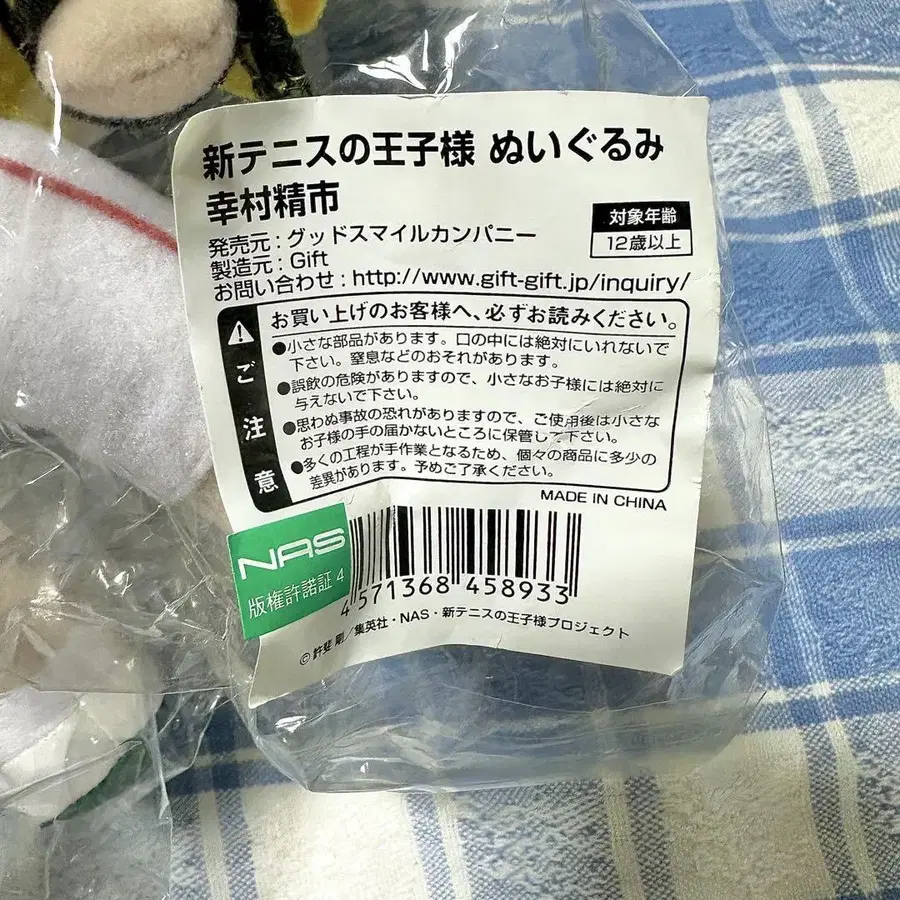 新テニスの王子様 ぬいぐるみ
幸村精市
発売元:グッドスマイルカンパニー
製造元:Gift
お問い合わせ:http://www.gift-gift.jp/inquiry/
対象年齢
12歳以上
ご注意
お買い上げのお客様へ、必ずお読みください。
●小さな部品があります。口の中には絶対にいれないで
下さい。窒息などのおそれがあります。
●誤飲の危険がありますので、小さなお子様には絶対に
与えないで下さい。
●思わぬ事故の恐れがありますので、ご使用後は小さな
お子様の手の届かないところに保管して下さい。
●多くの工程が手作業となるため、個々の商品に多少の
差異があります。予めご了承ください。
MADE IN CHINA
NAS
版権許諾証4
4 571368 458933
©許斐 剛/集英社・NAS・新テニスの王子様プロジェクト